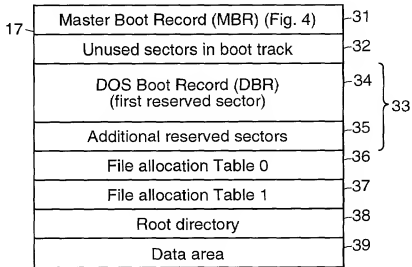 Master Boot Record (MBR) (Fig. 4) 31
17
Unused sectors in boot track 32
DOS Boot Record (DBR) 34
(first reserved sector)
33
Additional reserved sectors 35
File allocation Table 0 36
File allocation Table 1 37
Root directory 38
Data area 39